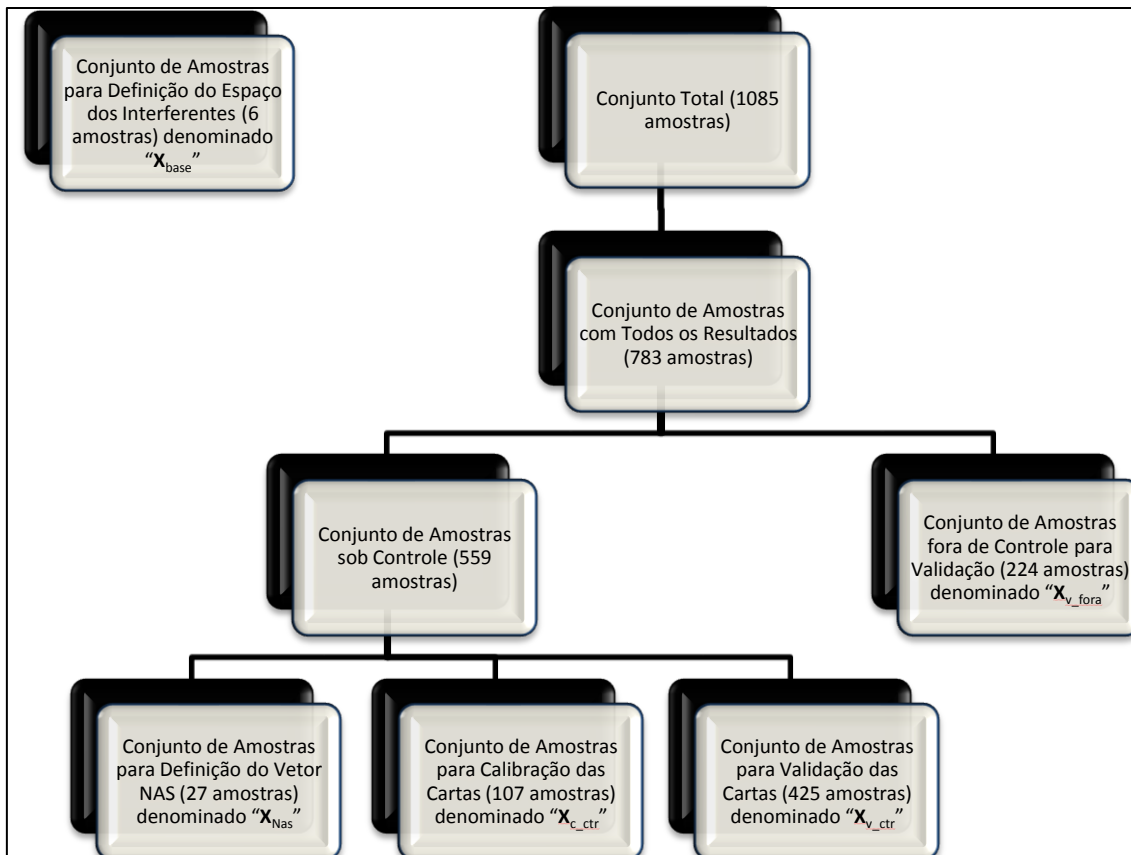 Conjunto de Amostras
para Definição do Espaço
dos Interferentes (6
amostras) denominado
“Xbase”
Conjunto Total (1085
amostras)
Conjunto de Amostras
com Todos os Resultados
(783 amostras)
Conjunto de Amostras
sob Controle (559
amostras)
Conjunto de Amostras
fora de Controle para
Validação (224 amostras)
denominado “Xv_fora”
Conjunto de Amostras
para Definição do Vetor
NAS (27 amostras)
denominado “XNas”
Conjunto de Amostras
para Calibração das
Cartas (107 amostras)
denominado “Xc_ctr”
Conjunto de Amostras
para Validação das
Cartas (425 amostras)
denominado “Xv_ctr”